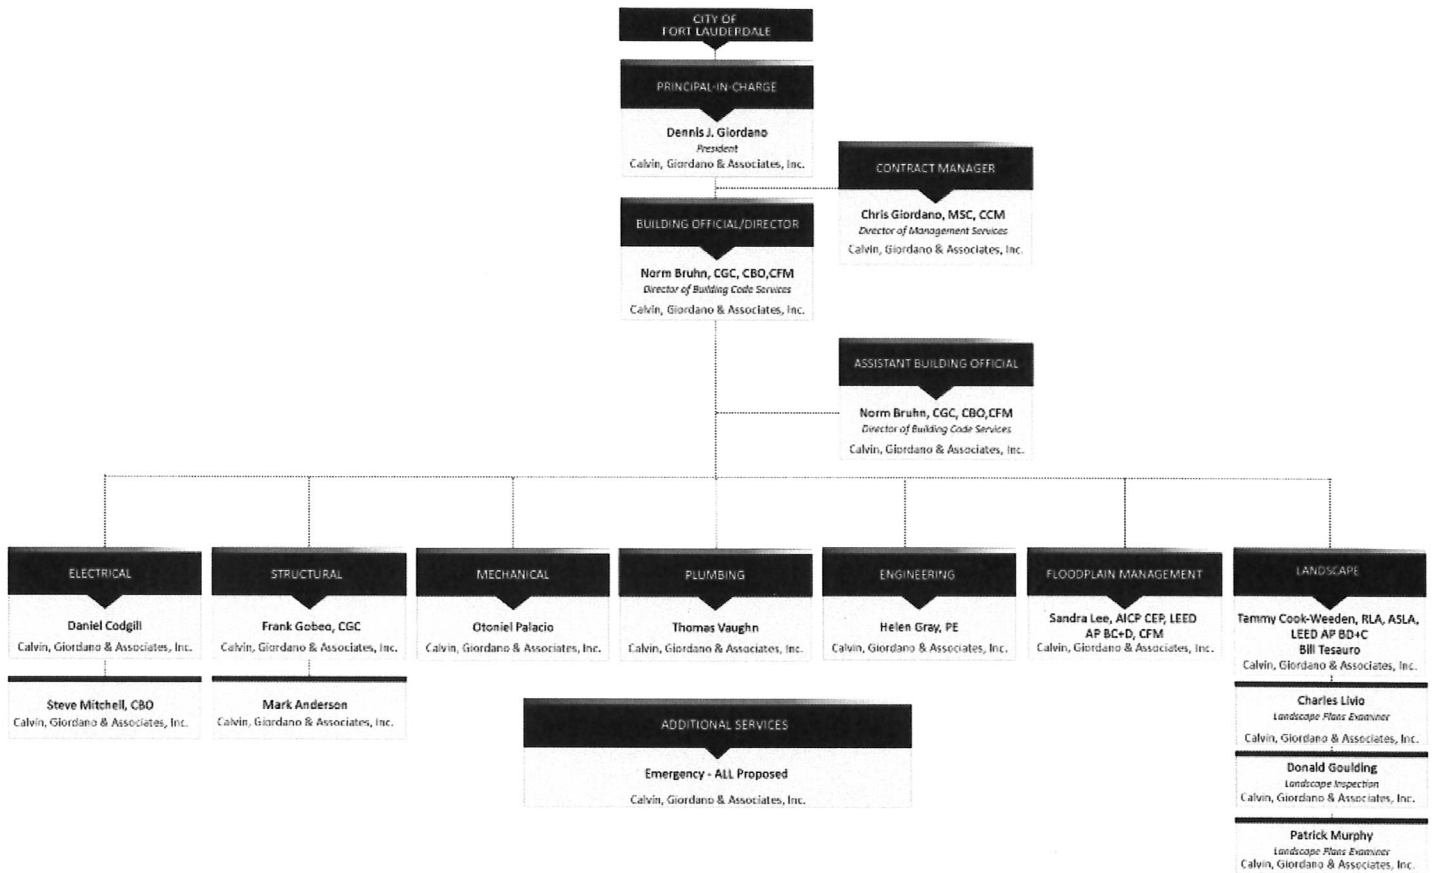 CITY OF
FORT LAUDERDALE
PRINCIPAL-IN-CHARGE
Dennis J. Giordano
President
Calvin, Giordano & Associates, Inc.
CONTRACT MANAGER
Chris Giordano, MSC, CCM
Director of Management Services
Calvin, Giordano & Associates, Inc.
BUILDING OFFICIAL/DIRECTOR
Norm Bruhn, CGC, CBO,CFM
Director of Building Code Services
Calvin, Giordano & Associates, Inc.
ASSISTANT BUILDING OFFICIAL
Norm Bruhn, CGC, CBO,CFM
Director of Building Code Services
Calvin, Giordano & Associates, Inc.
ELECTRICAL
Daniel Codgill
Calvin, Giordano & Associates, Inc.
Steve Mitchell, CBO
Calvin, Giordano & Associates, Inc.
STRUCTURAL
Frank Gobeo, CGC
Calvin, Giordano & Associates, Inc.
Mark Anderson
Calvin, Giordano & Associates, Inc.
MECHANICAL
Otoniel Palacio
Calvin, Giordano & Associates, Inc.
PLUMBING
Thomas Vaughn
Calvin, Giordano & Associates, Inc.
ENGINEERING
Helen Gray, PE
Calvin, Giordano & Associates, Inc.
FLOODPLAIN MANAGEMENT
Sandra Lee, AICP CEP, LEED
AP BC+D, CFM
Calvin, Giordano & Associates, Inc.
LANDSCAPE
Tammy Cook-Weeden, RLA, ASLA,
LEED AP BD+C
Bill Tesauro
Calvin, Giordano & Associates, Inc.
Charles Livio
Landscape Plans Examiner
Calvin, Giordano & Associates, Inc.
Donald Goulding
Landscape Inspection
Calvin, Giordano & Associates, Inc.
Patrick Murphy
Landscape Plans Examiner
Calvin, Giordano & Associates, Inc.
ADDITIONAL SERVICES
Emergency - ALL Proposed
Calvin, Giordano & Associates, Inc.